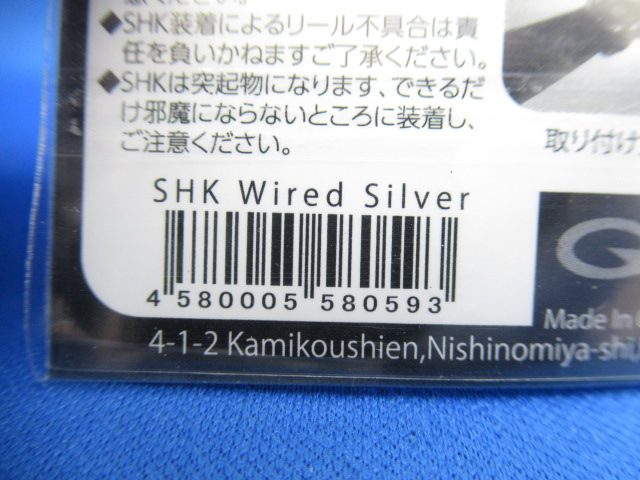 ◆SHK装着によるリール不具合は責
任を負いかねますご了承ください。
◆SHKは突起物になります、できるだ
け邪魔にならないところに装着し、
ご注意ください。
取り付け
SHK Wired Silver
4 580005 580593
Made In
4-1-2 Kamikoushien,Nishinomiya-shi,